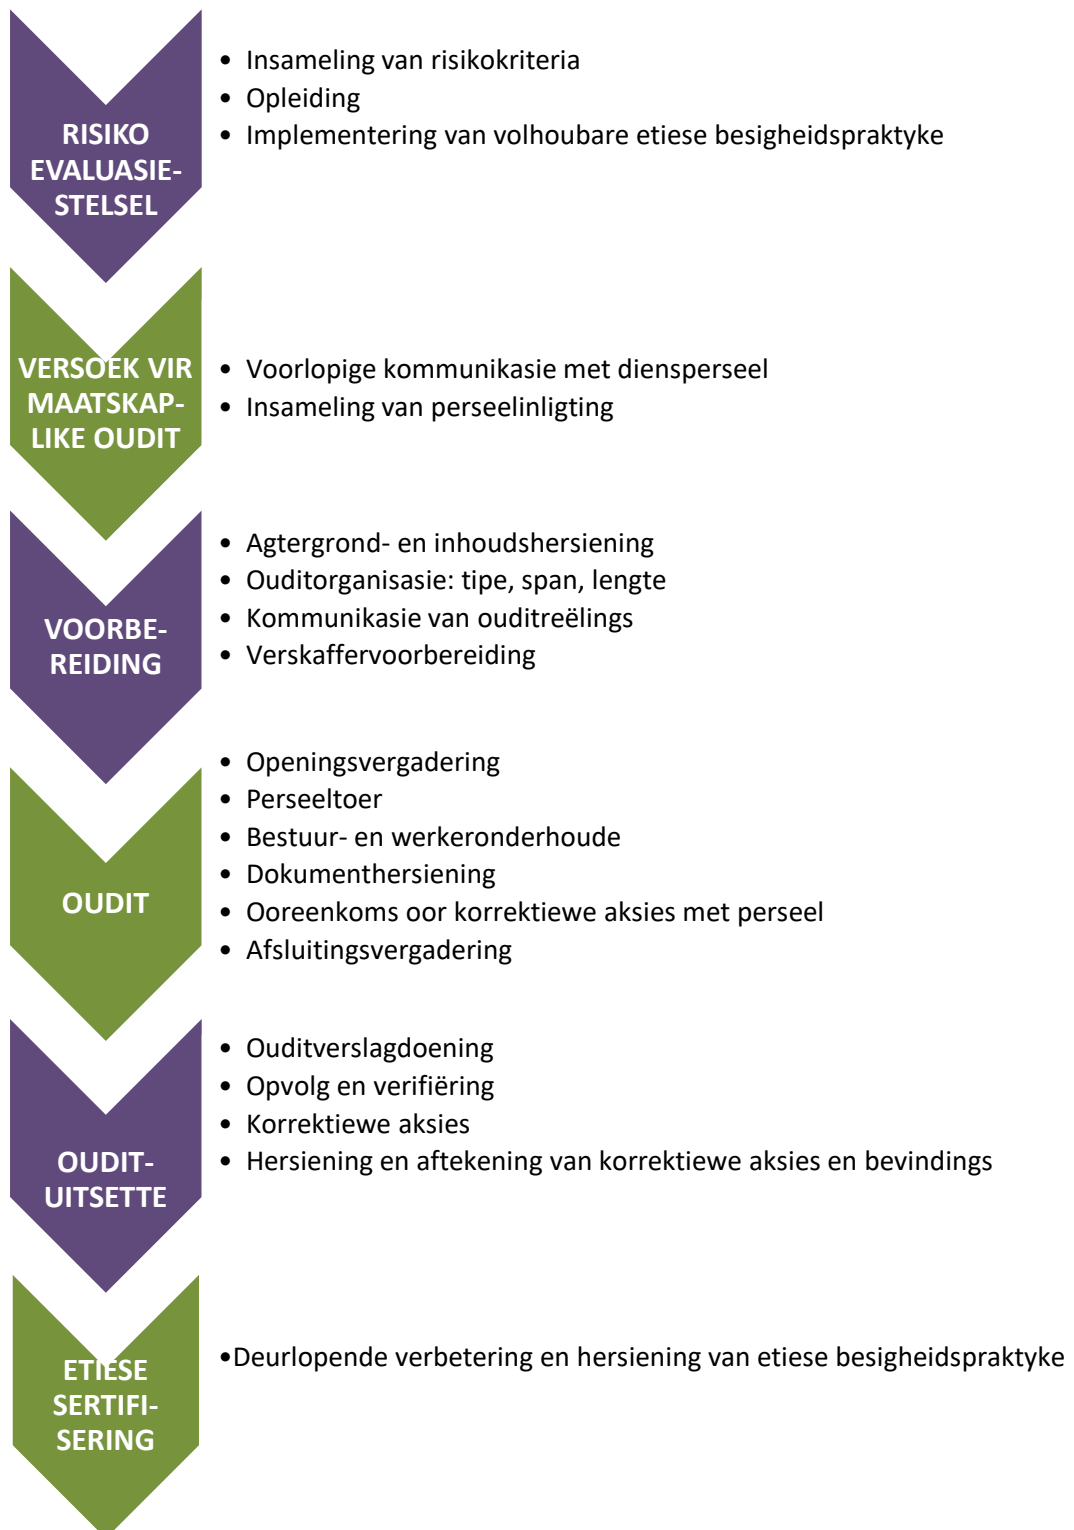 RISIKO
EVALUASIE-
STELSEL
• Insameling van risikokriteria
• Opleiding
• Implementering van volhoubare etiese besigheidspraktyke
VERSOEK VIR
MAATSKAP-
LIKE OUDIT
• Voorlopige kommunikasie met diensperseel
• Insameling van perseelinligting
VOORBE-
REIDING
• Agtergrond- en inhoudshersiening
• Ouditorganisasie: tipe, span, lengte
• Kommunikasie van ouditreëlings
• Verskaffervoorbereiding
OUDIT
• Openingsvergadering
• Perseeltoer
• Bestuur- en werkeronderhoude
• Dokumenthersiening
• Ooreenkoms oor korrektiewe aksies met perseel
• Afsluitingsvergadering
OUDIT-
UITSETTE
• Ouditverslagdoening
• Opvolg en verifiëring
• Korrektiewe aksies
• Hersiening en aftekening van korrektiewe aksies en bevindings
ETIESE
SERTIFI-
SERING
•Deurlopende verbetering en hersiening van etiese besigheidspraktyke